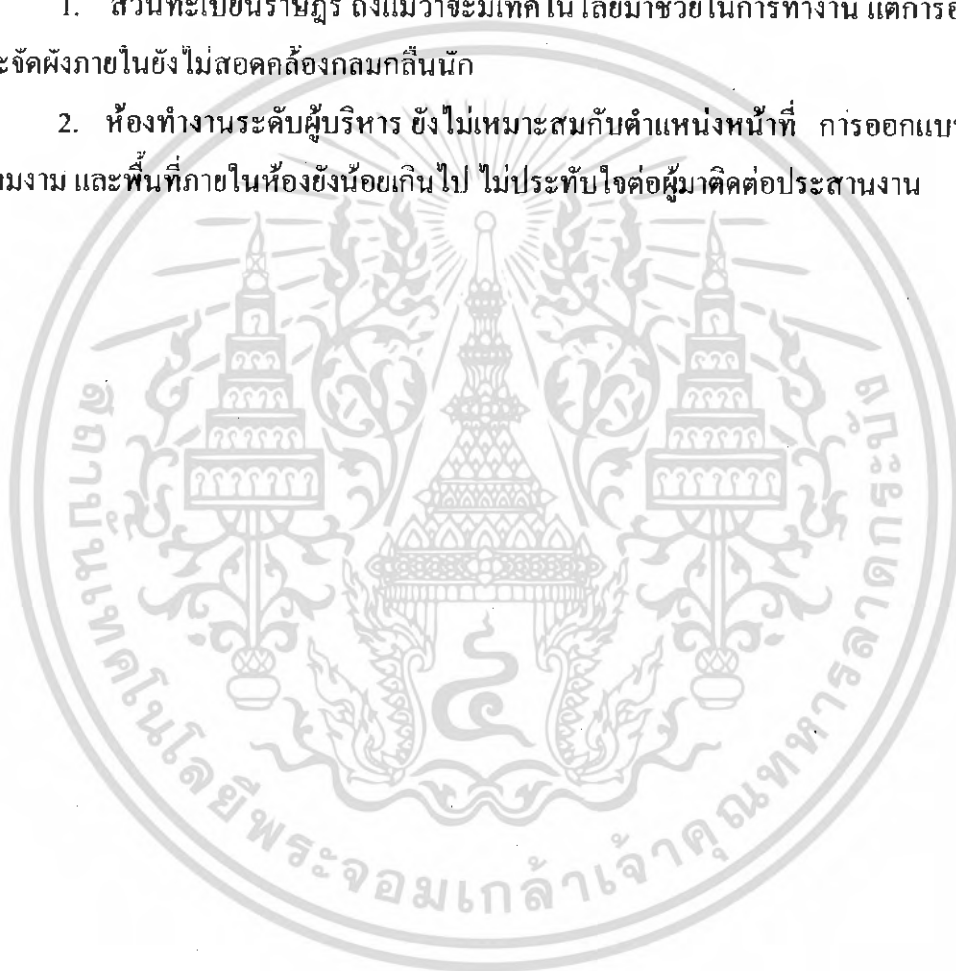 1. ส่วนทะเบียนราษฎร ถึงแม้ว่าจะมีเทคโนโลยีมาช่วยในการทำงาน แต่การอ
ะจัดผังภายในยังไม่สอดคล้องกลมกลืนนัก
2. ห้องทำงานระดับผู้บริหาร ยังไม่เหมาะสมกับตำแหน่งหน้าที่ การออกแบบ
ามงาม และพื้นที่ภายในห้องยังน้อยเกินไป ไม่ประทับใจต่อผู้มาติดต่อประสานงาน
สถาบันเทคโนโลยีพระจอมเกล้าเจ้าคุณทหารลาดกระบัง